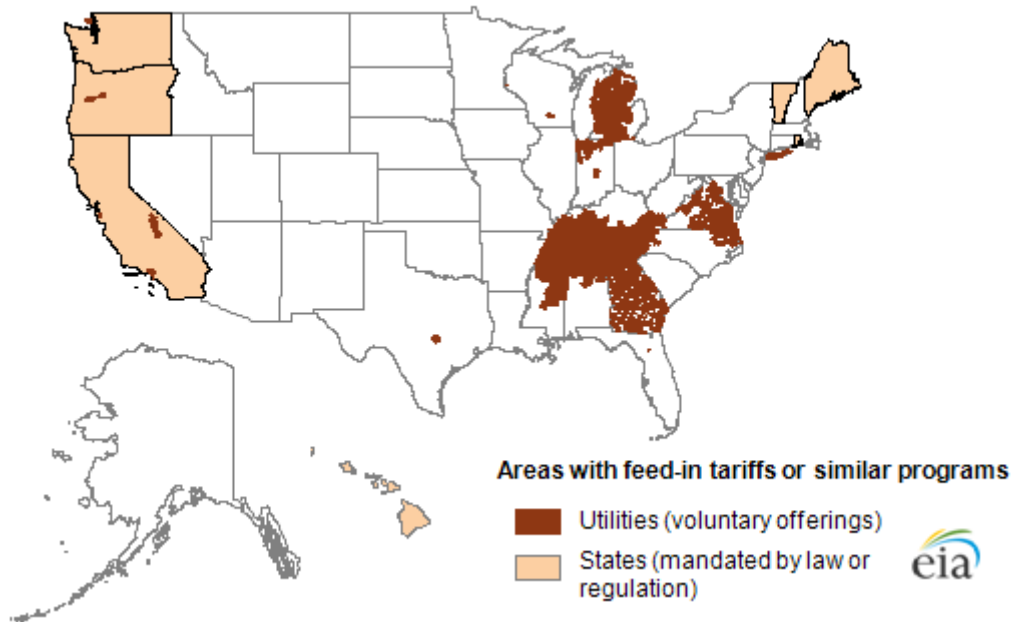 Areas with feed-in tariffs or similar programs
Utilities (voluntary offerings)
States (mandated by law or
regulation)
eia